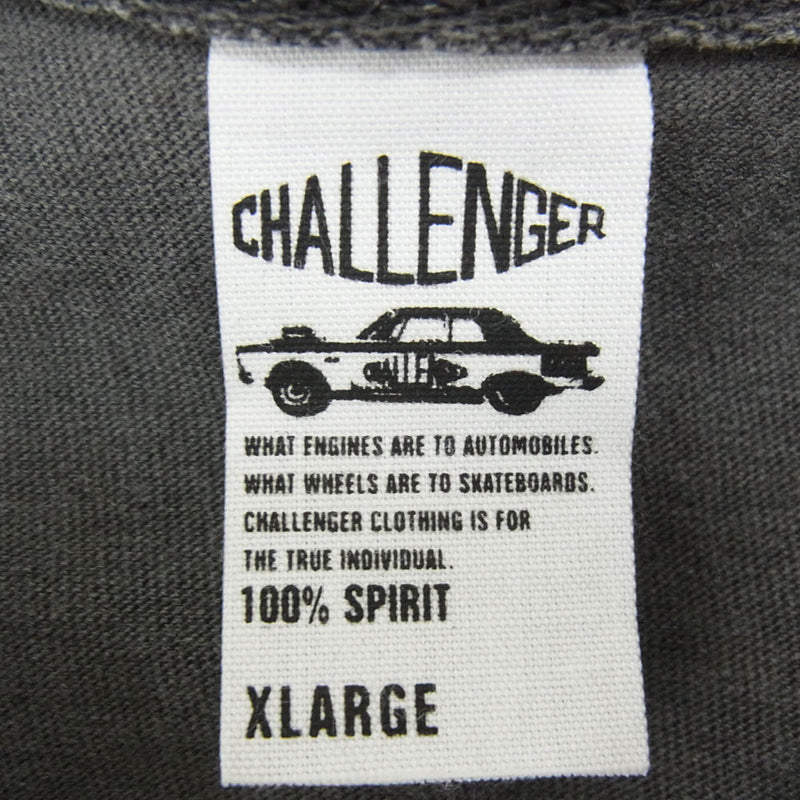 CHALLENGER
CHALLENGER
WHAT ENGINES ARE TO AUTOMOBILES.
WHAT WHEELS ARE TO SKATEBOARDS.
CHALLENGER CLOTHING IS FOR
THE TRUE INDIVIDUAL.
100% SPIRIT
XLARGE